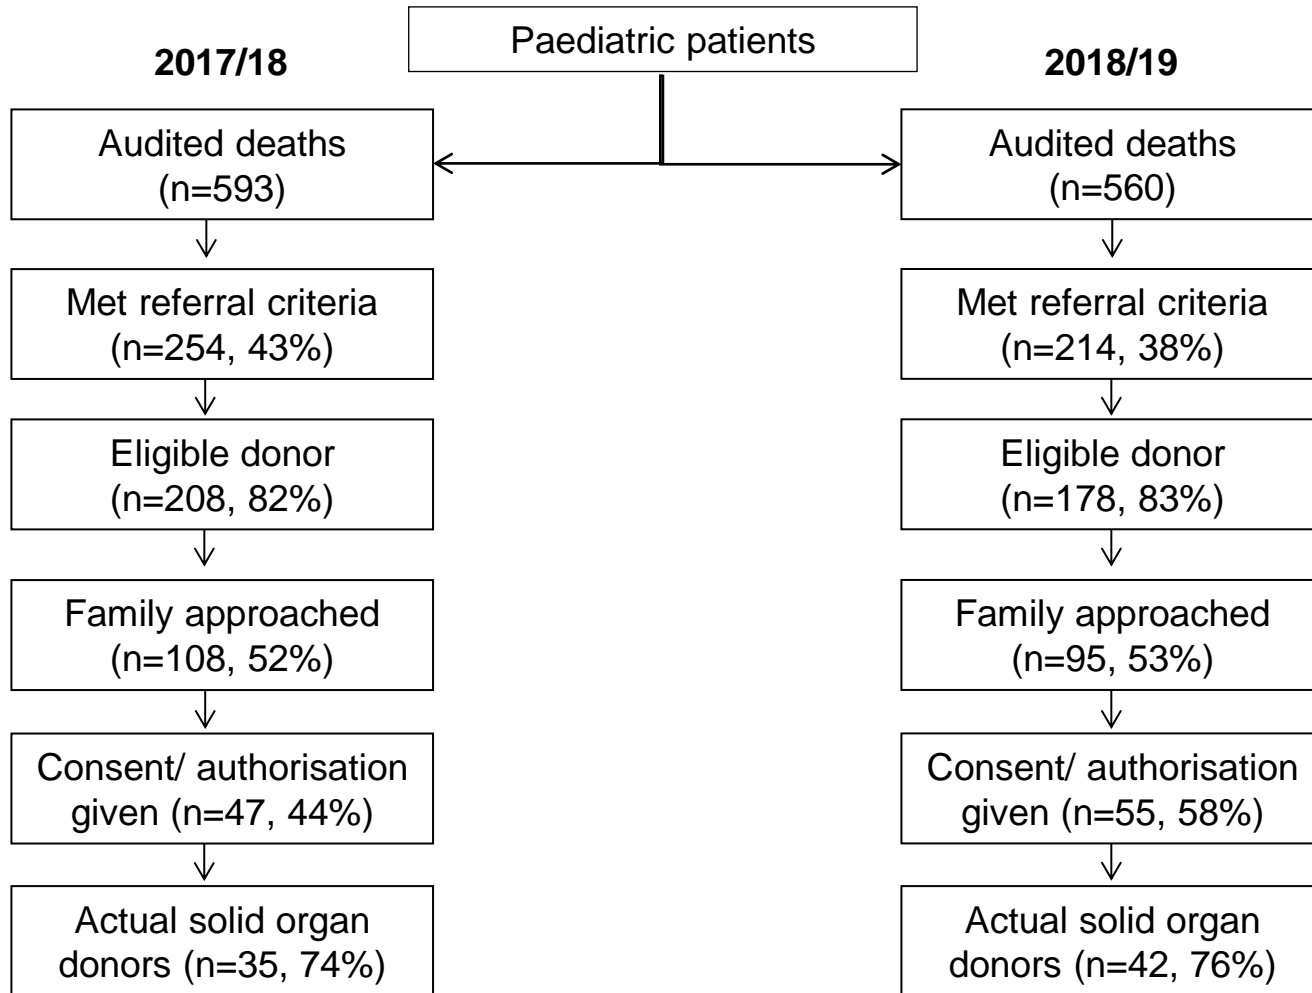 Paediatric patients
2017/18
Audited deaths
(n=593)
Met referral criteria
(n=254, 43%)
Eligible donor
(n=208, 82%)
Family approached
(n=108, 52%)
Consent/ authorisation
given (n=47, 44%)
Actual solid organ
donors (n=35, 74%)
2018/19
Audited deaths
(n=560)
Met referral criteria
(n=214, 38%)
Eligible donor
(n=178, 83%)
Family approached
(n=95, 53%)
Consent/ authorisation
given (n=55, 58%)
Actual solid organ
donors (n=42, 76%)